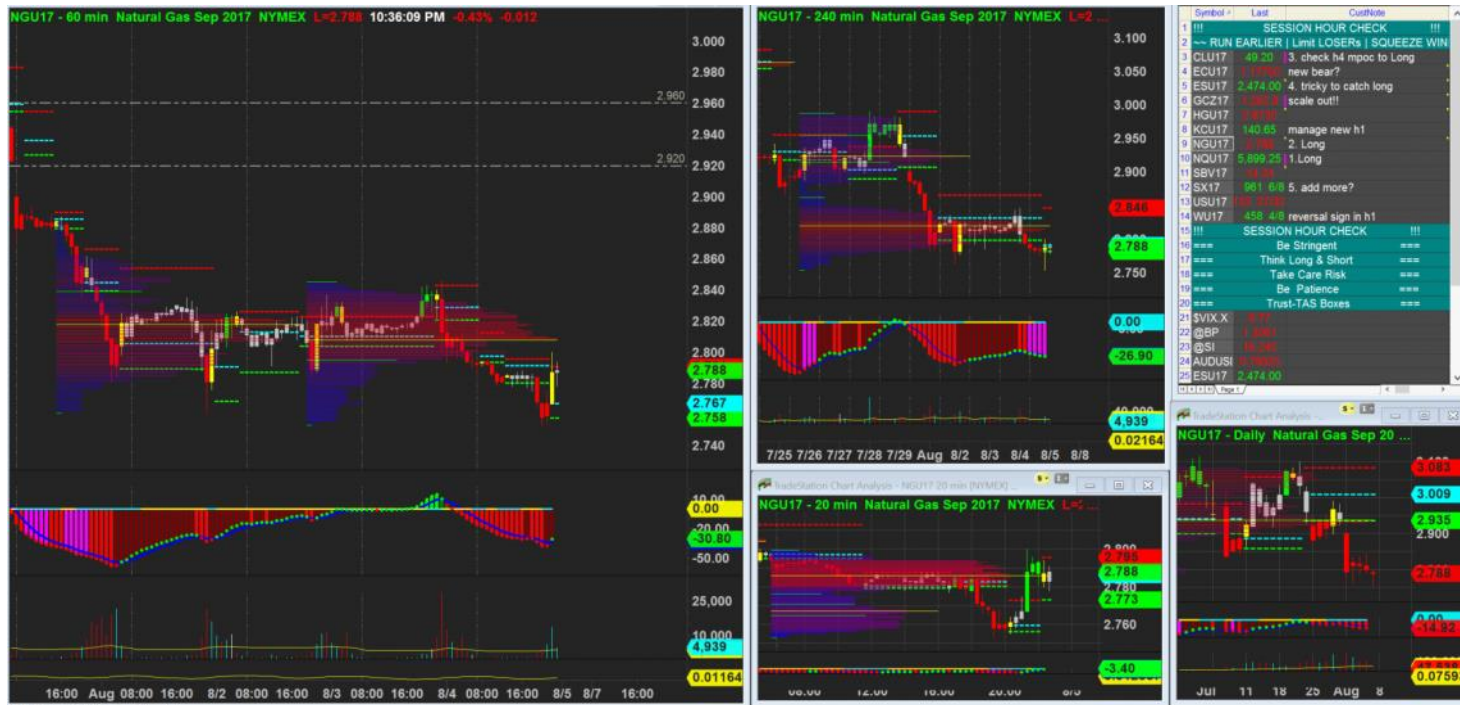 NGU17 - 60 min Natural Gas Sep 2017 NYMEX L=2.788 10:36:09 PM -0.43% -0.012
3.000
2.980
2.960
2.960
2.940
2.920
2.920
2.900
2.880
2.860
2.840
2.820
2.800
2.788
2.780
2.767
2.758
2.740
10.00
0.00
-20.00
-30.80
-50.00
25,000
10,000
4,939
0.01164
16:00 Aug 08:00 16:00 8/2 08:00 16:00 8/3 08:00 16:00 8/4 08:00 16:00 8/5 8/7 16:00
NGU17 - 240 min Natural Gas Sep 2017 NYMEX L=2 ...
3.100
3.050
3.000
2.950
2.900
2.846
2.788
2.750
0.00
-26.90
4,939
0.02164
7/25 7/26 7/27 7/28 7/29 Aug 8/2 8/3 8/4 8/5 8/8
TradeStation Chart Analysis - NGU17 20 min [NYMEX] ...
NGU17 - 20 min Natural Gas Sep 2017 NYMEX
2.795
2.788
2.780
2.773
2.760
-3.40
08:00 12:00 16:00 20:00 8/5
Symbol Last CustNote
1 !!! SESSION HOUR CHECK !!!
2 ~~ RUN EARLIER | Limit LOSERs | SQUEEZE WIN
3 CLU17 49.20 3. check h4 mpoc to Long
4 ECU17 new bear?
5 ESU17 2,474.00 4. tricky to catch long
6 GCZ17 scale out!!
7 HGU17
8 KCU17 140.65 manage new h1
9 NGU17 2. Long
10 NQU17 5,899.25 1.Long
11 SBV17
12 SX17 961 6/8 5. add more?
13 USU17
14 WU17 458 4/8 reversal sign in h1
15 !!! SESSION HOUR CHECK !!!
16 === Be Stringent ===
17 === Think Long & Short ===
18 === Take Care Risk ===
19 === Be Patience ===
20 === Trust-TAS Boxes ===
21 $VIX.X
22 @BP
23 @SI
24 AUDUSI
25 ESU17 2,474.00
Page 1
TradeStation Chart Analysis -...
NGU17 - Daily Natural Gas Sep 20 ...
3.083
3.009
2.935
2.900
2.788
0.00
-14.92
0.0759
Jul 11 18 25 Aug 8